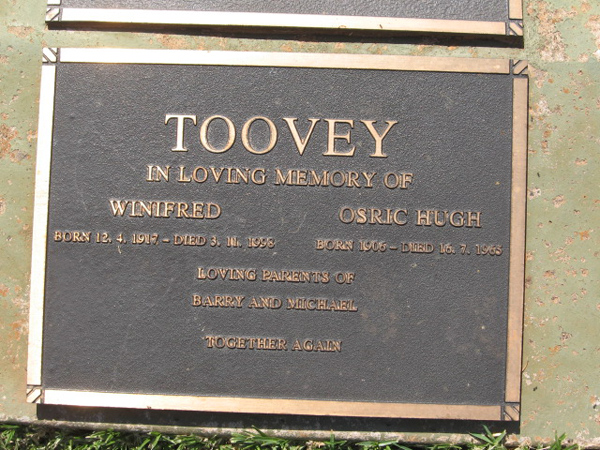 TOOVEY
IN LOVING MEMORY OF
WINIFRED OSRIC HUGH
BORN 12. 4. 1917 - DIED 3. 11. 1998 BORN 1906 - DIED 16. 7. 1965
LOVING PARENTS OF
BARRY AND MICHAEL
TOGETHER AGAIN